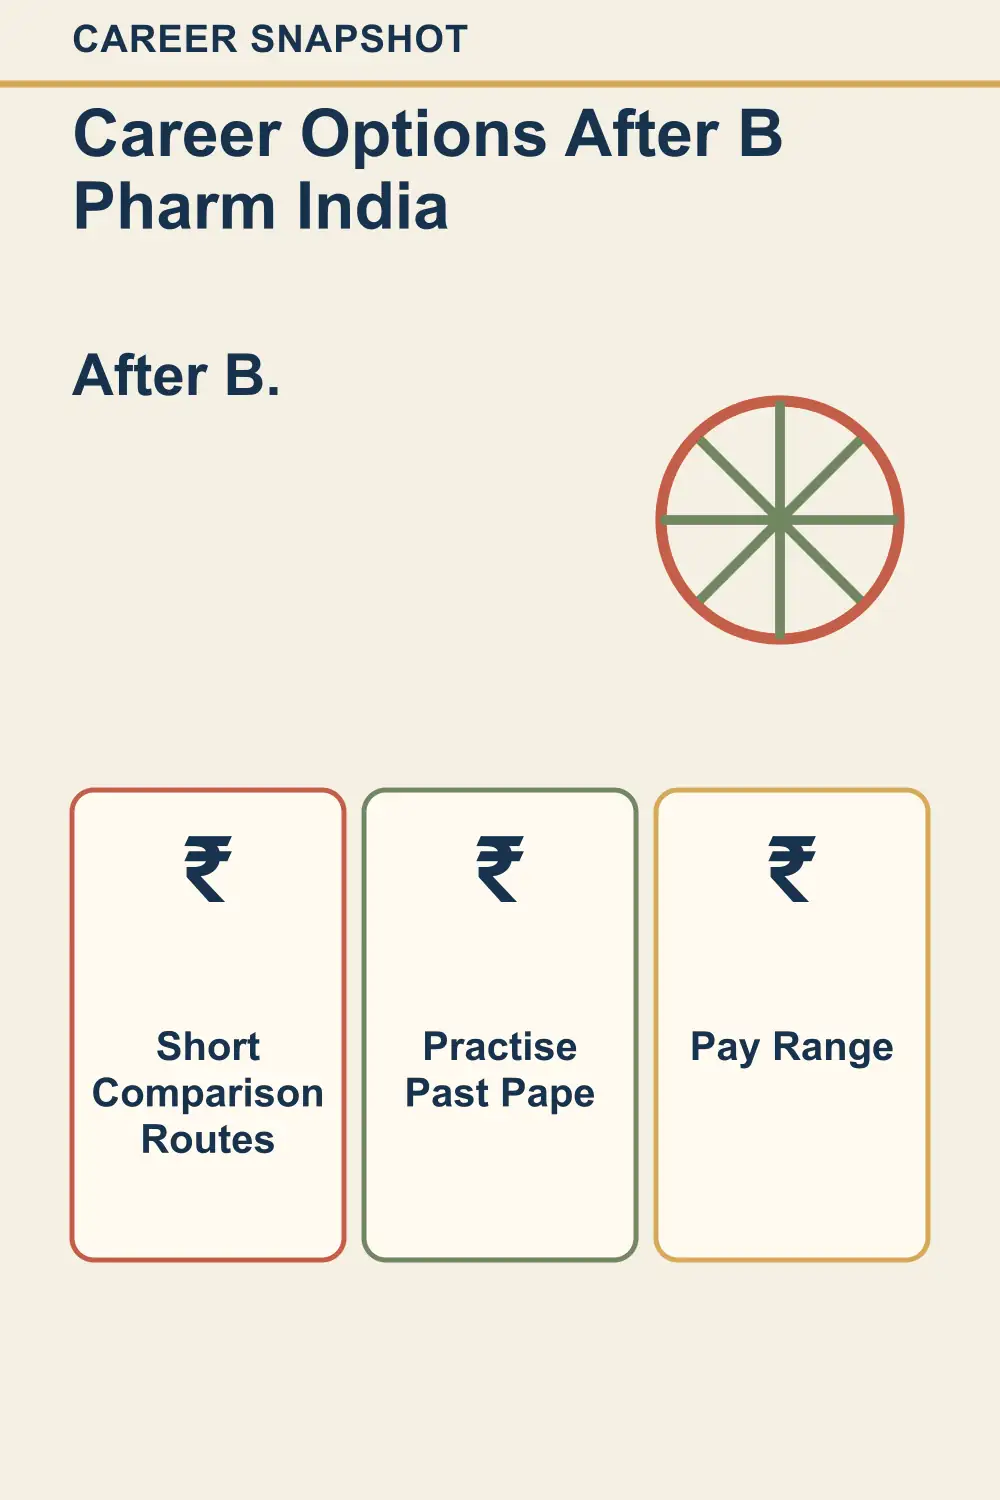 CAREER SNAPSHOT
Career Options After B
Pharm India
After B.
₹
Short
Comparison
Routes
₹
Practise
Past Pape
₹
Pay Range